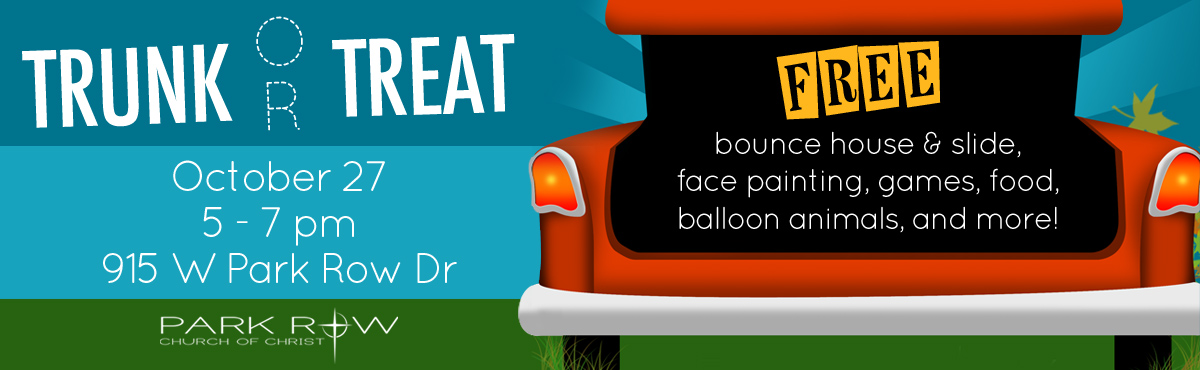 TRUNK OR TREAT
October 27
5 - 7 pm
915 W Park Row Dr
PARK ROW
CHURCH OF CHRIST
FREE
bounce house & slide,
face painting, games, food,
balloon animals, and more!